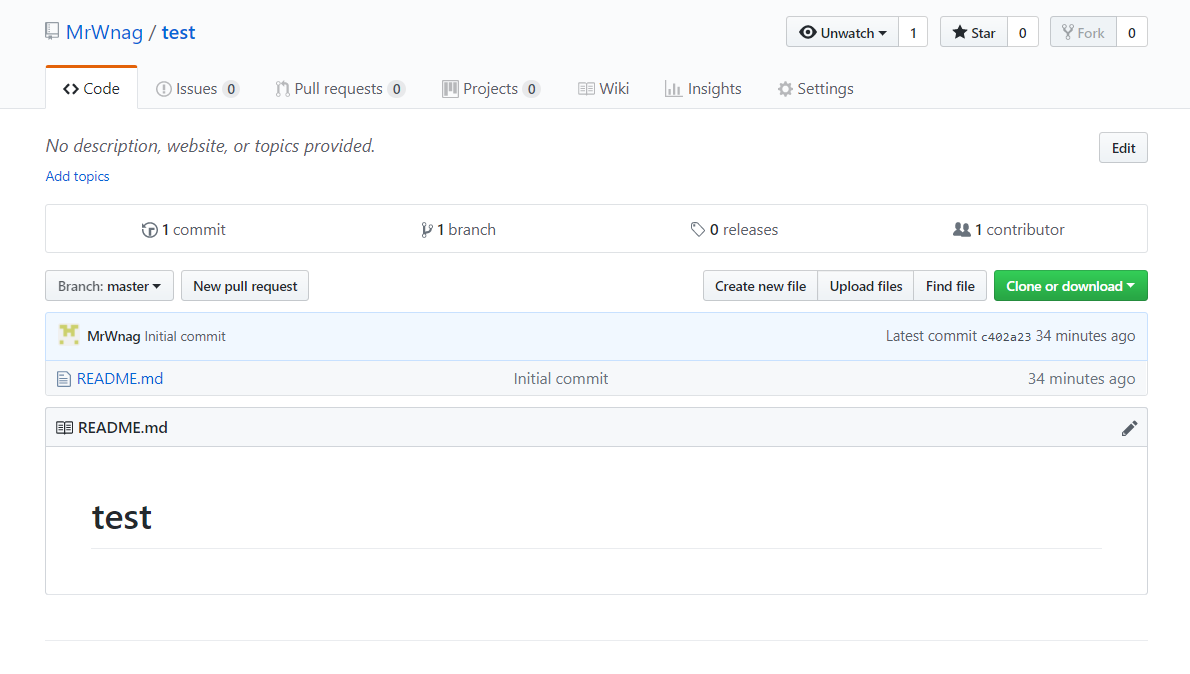 MrWnag / test
Unwatch 1 Star 0 Fork 0
Code Issues 0 Pull requests 0 Projects 0 Wiki Insights Settings
No description, website, or topics provided.
Edit
Add topics
1 commit 1 branch 0 releases 1 contributor
Branch: master New pull request Create new file Upload files Find file Clone or download
MrWnag Initial commit Latest commit c402a23 34 minutes ago
README.md Initial commit 34 minutes ago
README.md
test